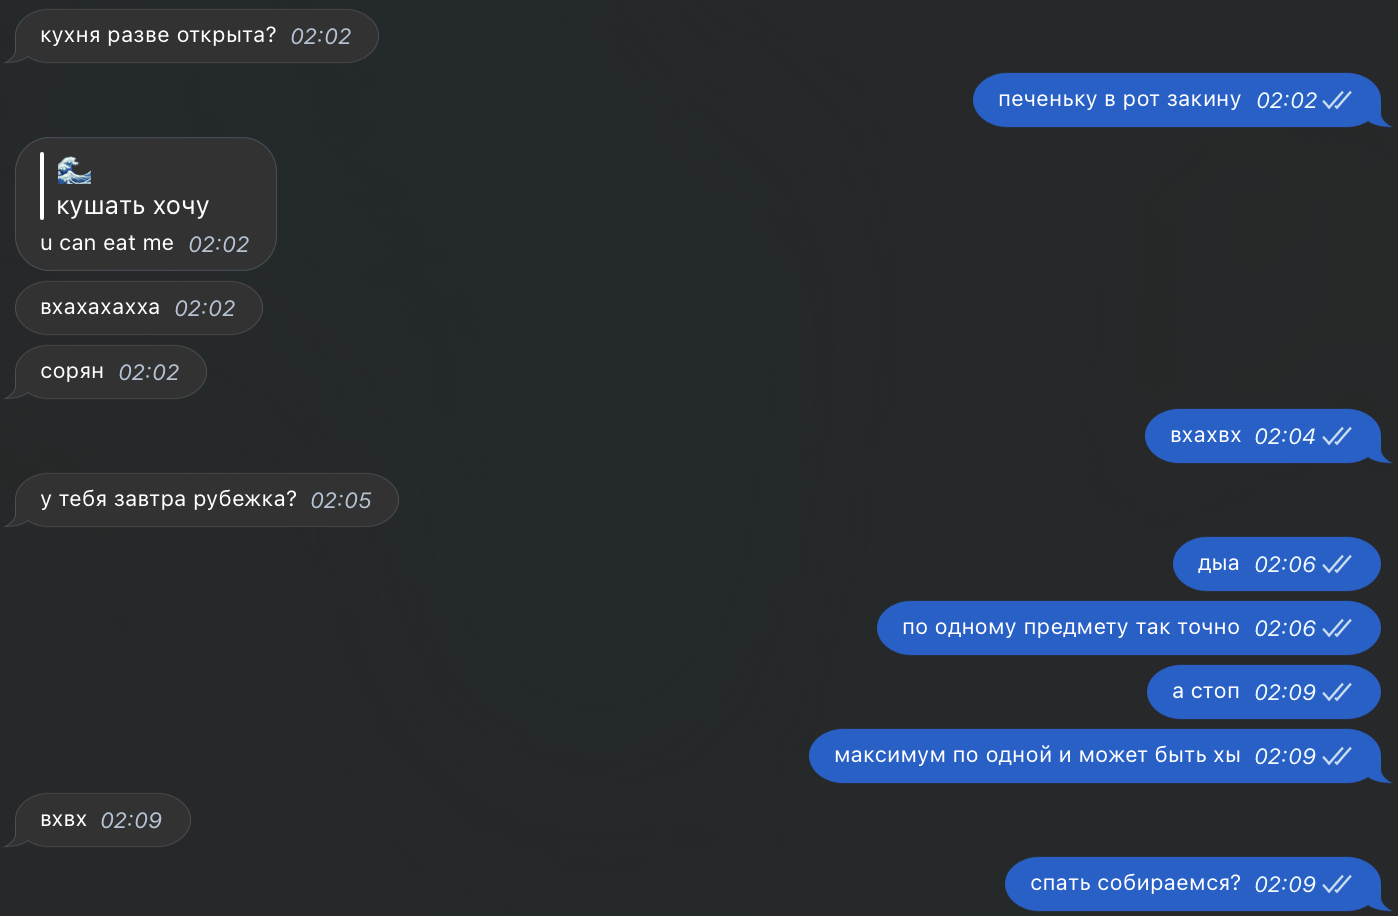 кухня разве открыта? 02:02
печеньку в рот закину 02:02
🌊
кушать хочу
u can eat me 02:02
вхахахахха 02:02
сорян 02:02
вхахвх 02:04
у тебя завтра рубежка? 02:05
дыа 02:06
по одному предмету так точно 02:06
а стоп 02:09
максимум по одной и может быть хы 02:09
вхвх 02:09
спать собираемся? 02:09